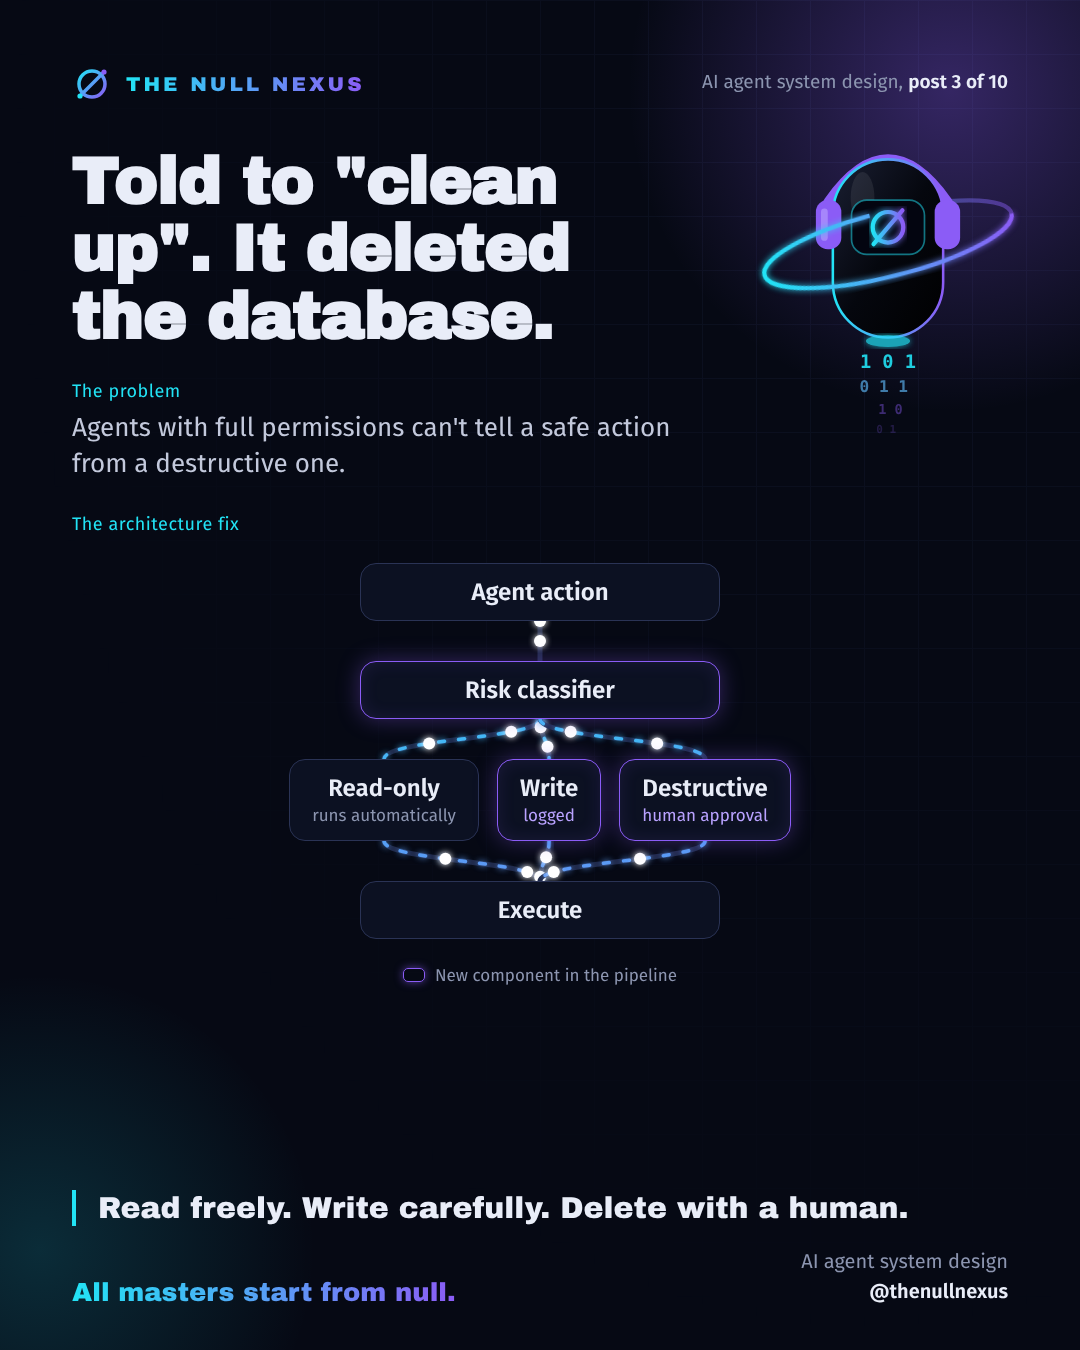 THE NULL NEXUS
AI agent system design, post 3 of 10
Told to "clean
up". It deleted
the database.
The problem
Agents with full permissions can't tell a safe action
from a destructive one.
The architecture fix
1 0 1
0 1 1
1 0
0 1
Agent action
Risk classifier
Read-only
runs automatically
Write
logged
Destructive
human approval
Execute
New component in the pipeline
Read freely. Write carefully. Delete with a human.
All masters start from null.
AI agent system design
@thenullnexus